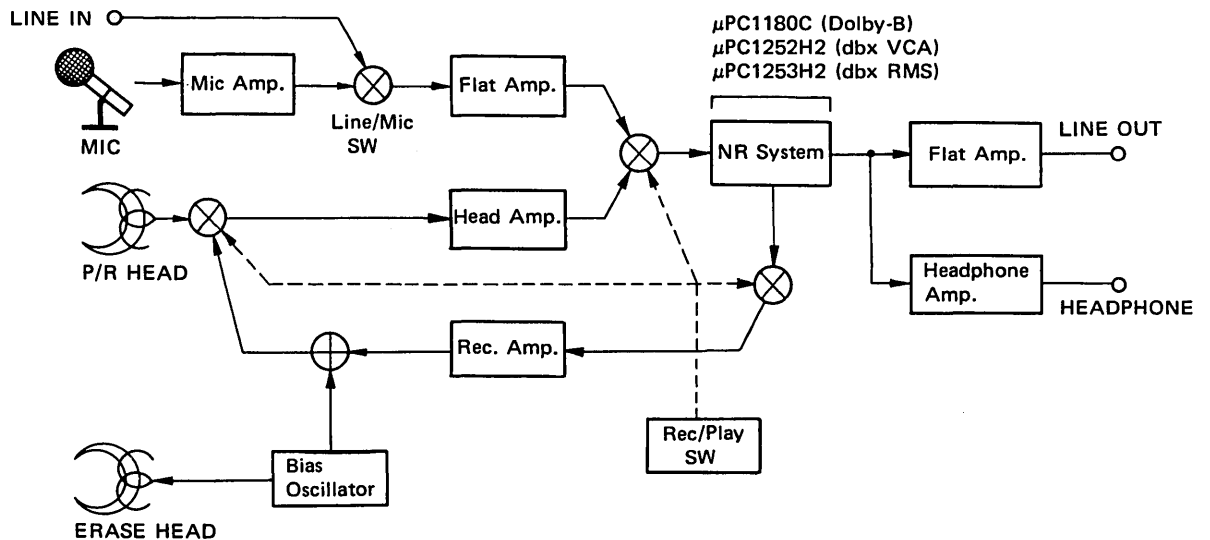 LINE IN
μPC1180C (Dolby-B)
μPC1252H2 (dbx VCA)
μPC1253H2 (dbx RMS)
Mic Amp.
Flat Amp.
Line/Mic
SW
MIC
NR System
Flat Amp.
LINE OUT
Head Amp.
P/R HEAD
Headphone
Amp.
HEADPHONE
Rec. Amp.
Rec/Play
SW
Bias
Oscillator
ERASE HEAD